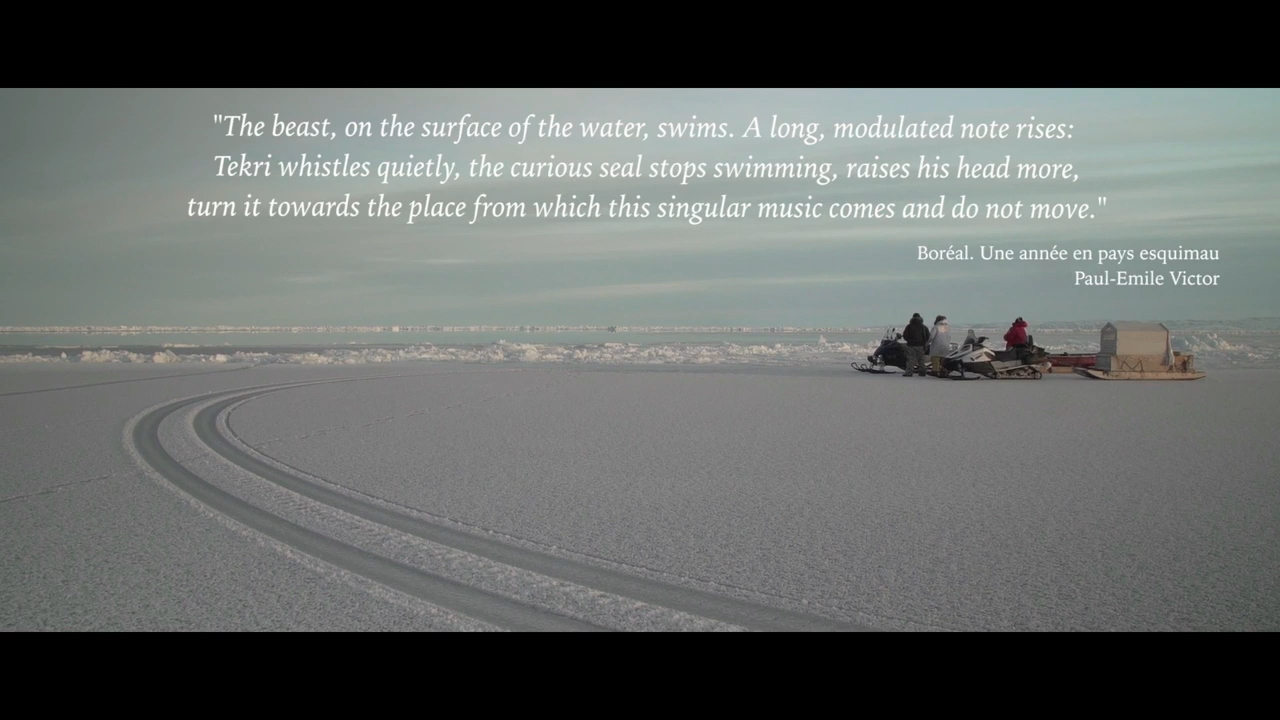 "The beast, on the surface of the water, swims. A long, modulated note rises:
Tekri whistles quietly, the curious seal stops swimming, raises his head more,
turn it towards the place from which this singular music comes and do not move."
Boréal. Une année en pays esquimau
Paul-Emile Victor